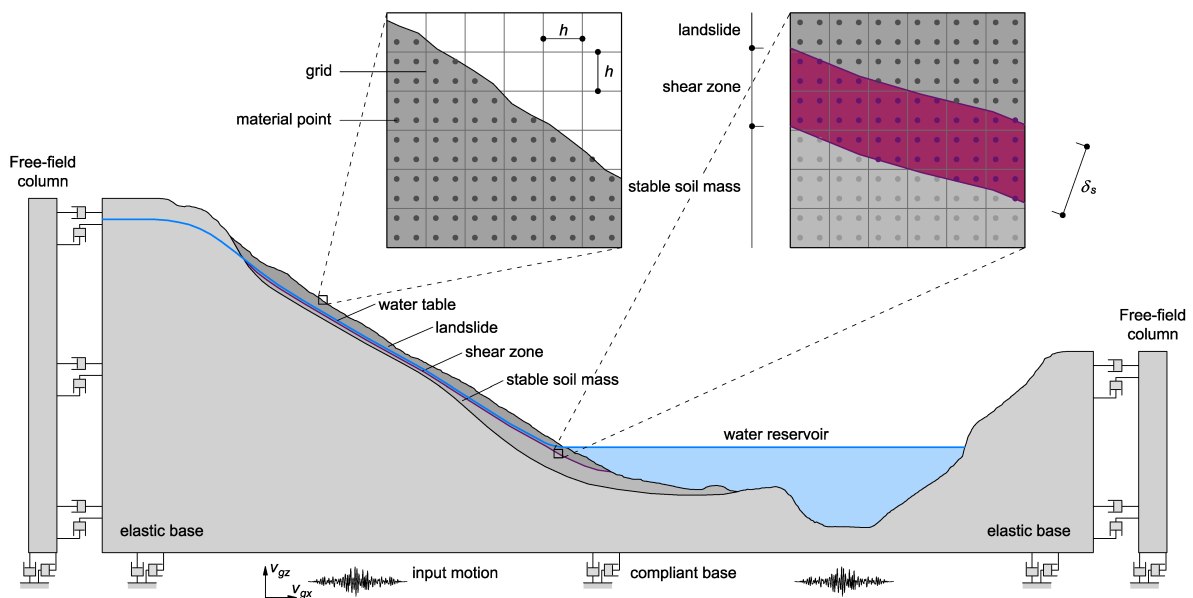 h
landslide
grid
h
shear zone
material point
Free-field
column
stable soil mass
δs
water table
landslide
shear zone
stable soil mass
Free-field
column
water reservoir
elastic base
elastic base
vgz
vgx
input motion
compliant base